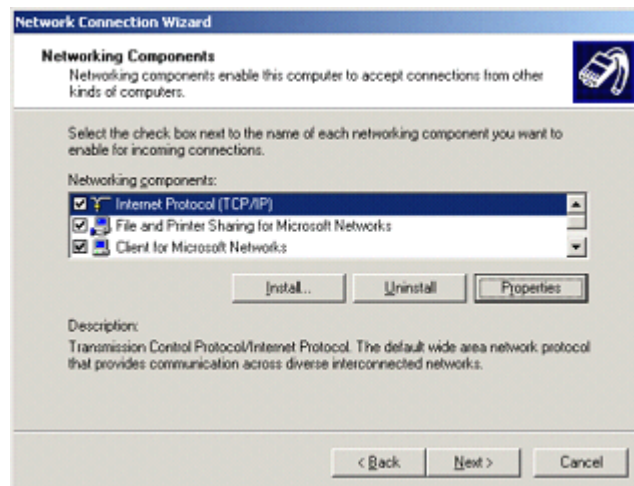 Network Connection Wizard
Networking Components
Networking components enable this computer to accept connections from other
kinds of computers.
Select the check box next to the name of each networking component you want to
enable for incoming connections.
Networking components:
Internet Protocol (TCP/IP)
File and Printer Sharing for Microsoft Networks
Client for Microsoft Networks
Install... Uninstall Properties
Description:
Transmission Control Protocol/Internet Protocol. The default wide area network protocol
that provides communication across diverse interconnected networks.
< Back Next > Cancel